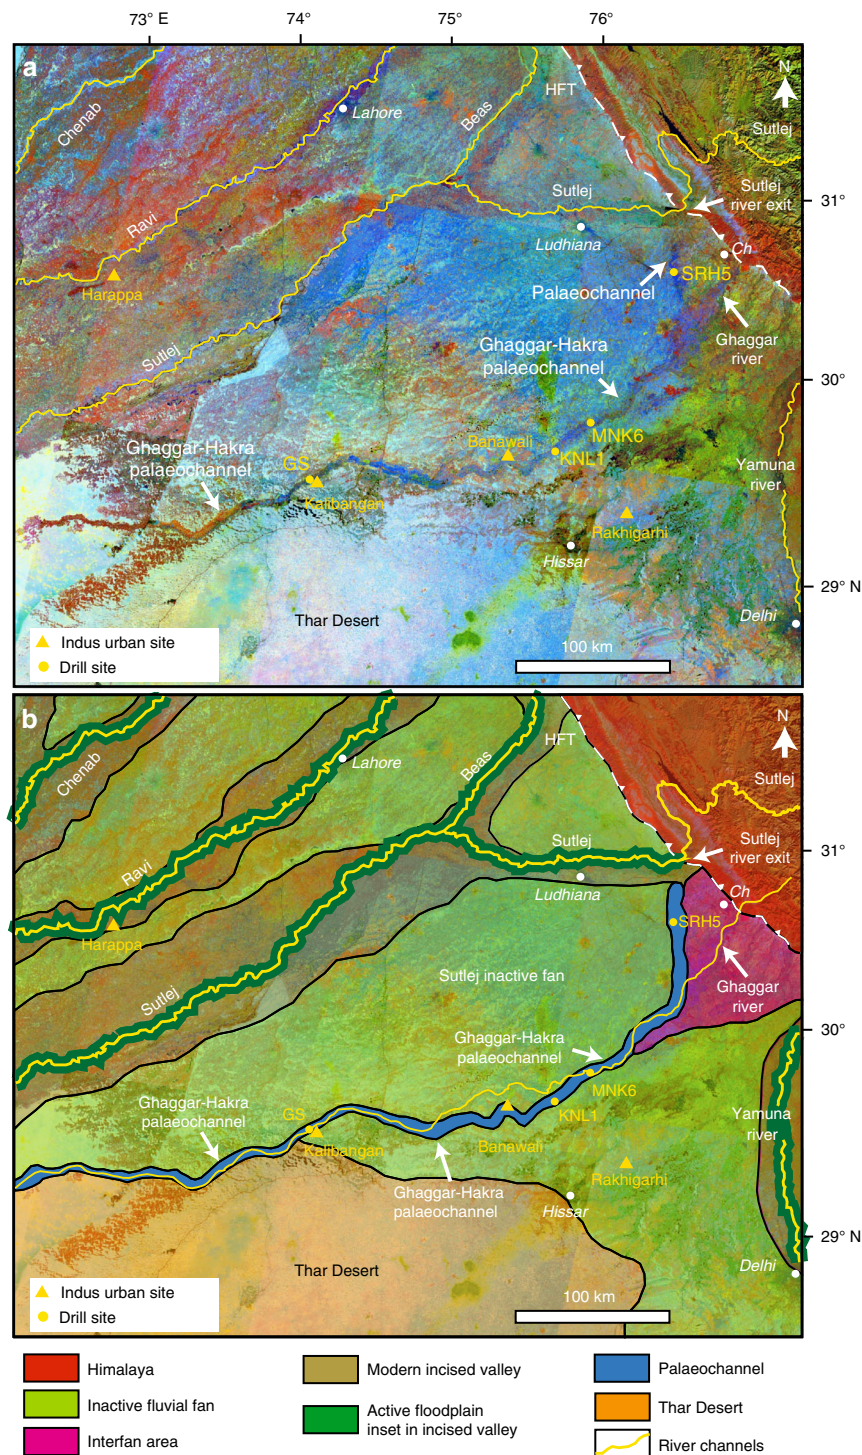 73° E
74°
75°
76°
a
N
HFT
Chenab
Lahore
Beas
Sutlej
Sutlej
river exit
31°
Ravi
Sutlej
Ludhiana
Ch
SRH5
Palaeochannel
Harappa
Ghaggar
river
Sutlej
Ghaggar-Hakra
palaeochannel
30°
MNK6
Banawali
KNL1
Ghaggar-Hakra
palaeochannel
GS
Kalibangan
Yamuna
river
Rakhigarhi
Hissar
29° N
Thar Desert
Delhi
Indus urban site
Drill site
100 km
b
N
HFT
Chenab
Lahore
Beas
Sutlej
Sutlej
river exit
31°
Ravi
Sutlej
Ludhiana
Ch
SRH5
Harappa
Sutlej inactive fan
Ghaggar
river
Sutlej
30°
Ghaggar-Hakra
palaeochannel
MNK6
Ghaggar-Hakra
palaeochannel
GS
KNL1
Yamuna
river
Kalibangan
Banawali
Rakhigarhi
Ghaggar-Hakra
palaeochannel
Hissar
29° N
Thar Desert
Delhi
Indus urban site
Drill site
100 km
Himalaya
Modern incised valley
Palaeochannel
Inactive fluvial fan
Active floodplain
inset in incised valley
Thar Desert
Interfan area
River channels